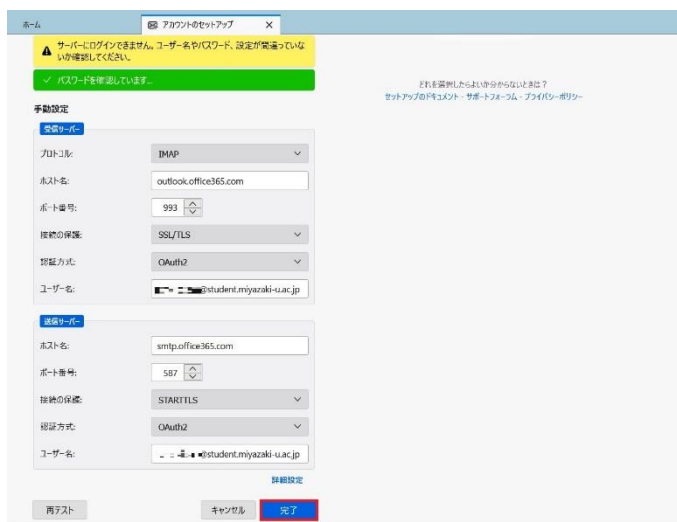 ホーム
アカウントのセットアップ ×
サーバーにログインできません。ユーザー名やパスワード、設定が間違っていな
いか確認してください。
パスワードを確認しています...
どれを選択したらよいか分からないときは？
セットアップのドキュメント - サポートフォーラム - プライバシーポリシー
手動設定
受信サーバー
プロトコル: IMAP
ホスト名: outlook.office365.com
ポート番号: 993
接続の保護: SSL/TLS
認証方式: OAuth2
ユーザー名: @student.miyazaki-u.ac.jp
送信サーバー
ホスト名: smtp.office365.com
ポート番号: 587
接続の保護: STARTTLS
認証方式: OAuth2
ユーザー名: @student.miyazaki-u.ac.jp
詳細設定
再テスト キャンセル 完了